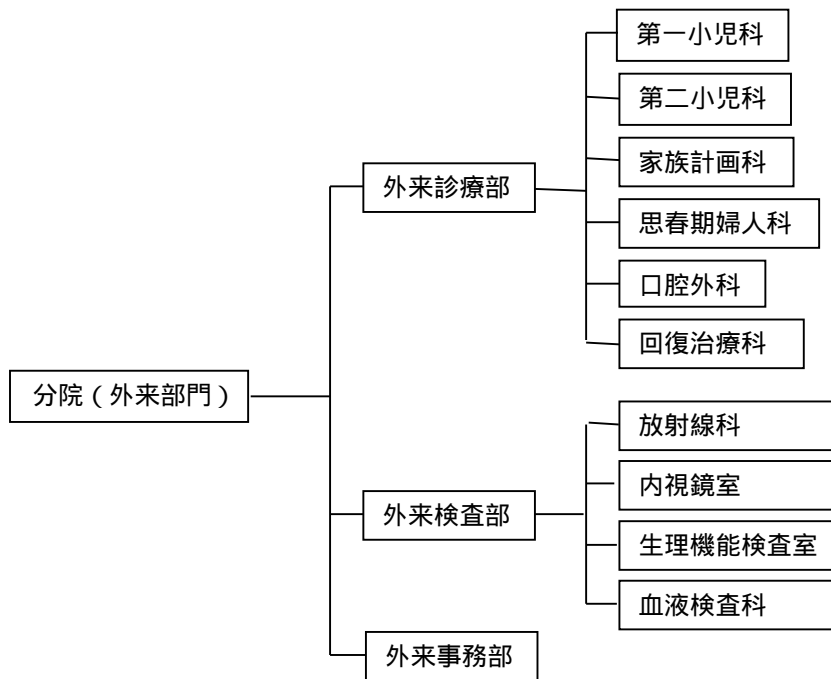 第一小児科
第二小児科
家族計画科
外来診療部
思春期婦人科
口腔外科
回復治療科
分院（外来部門）
放射線科
内視鏡室
外来検査部
生理機能検査室
血液検査科
外来事務部